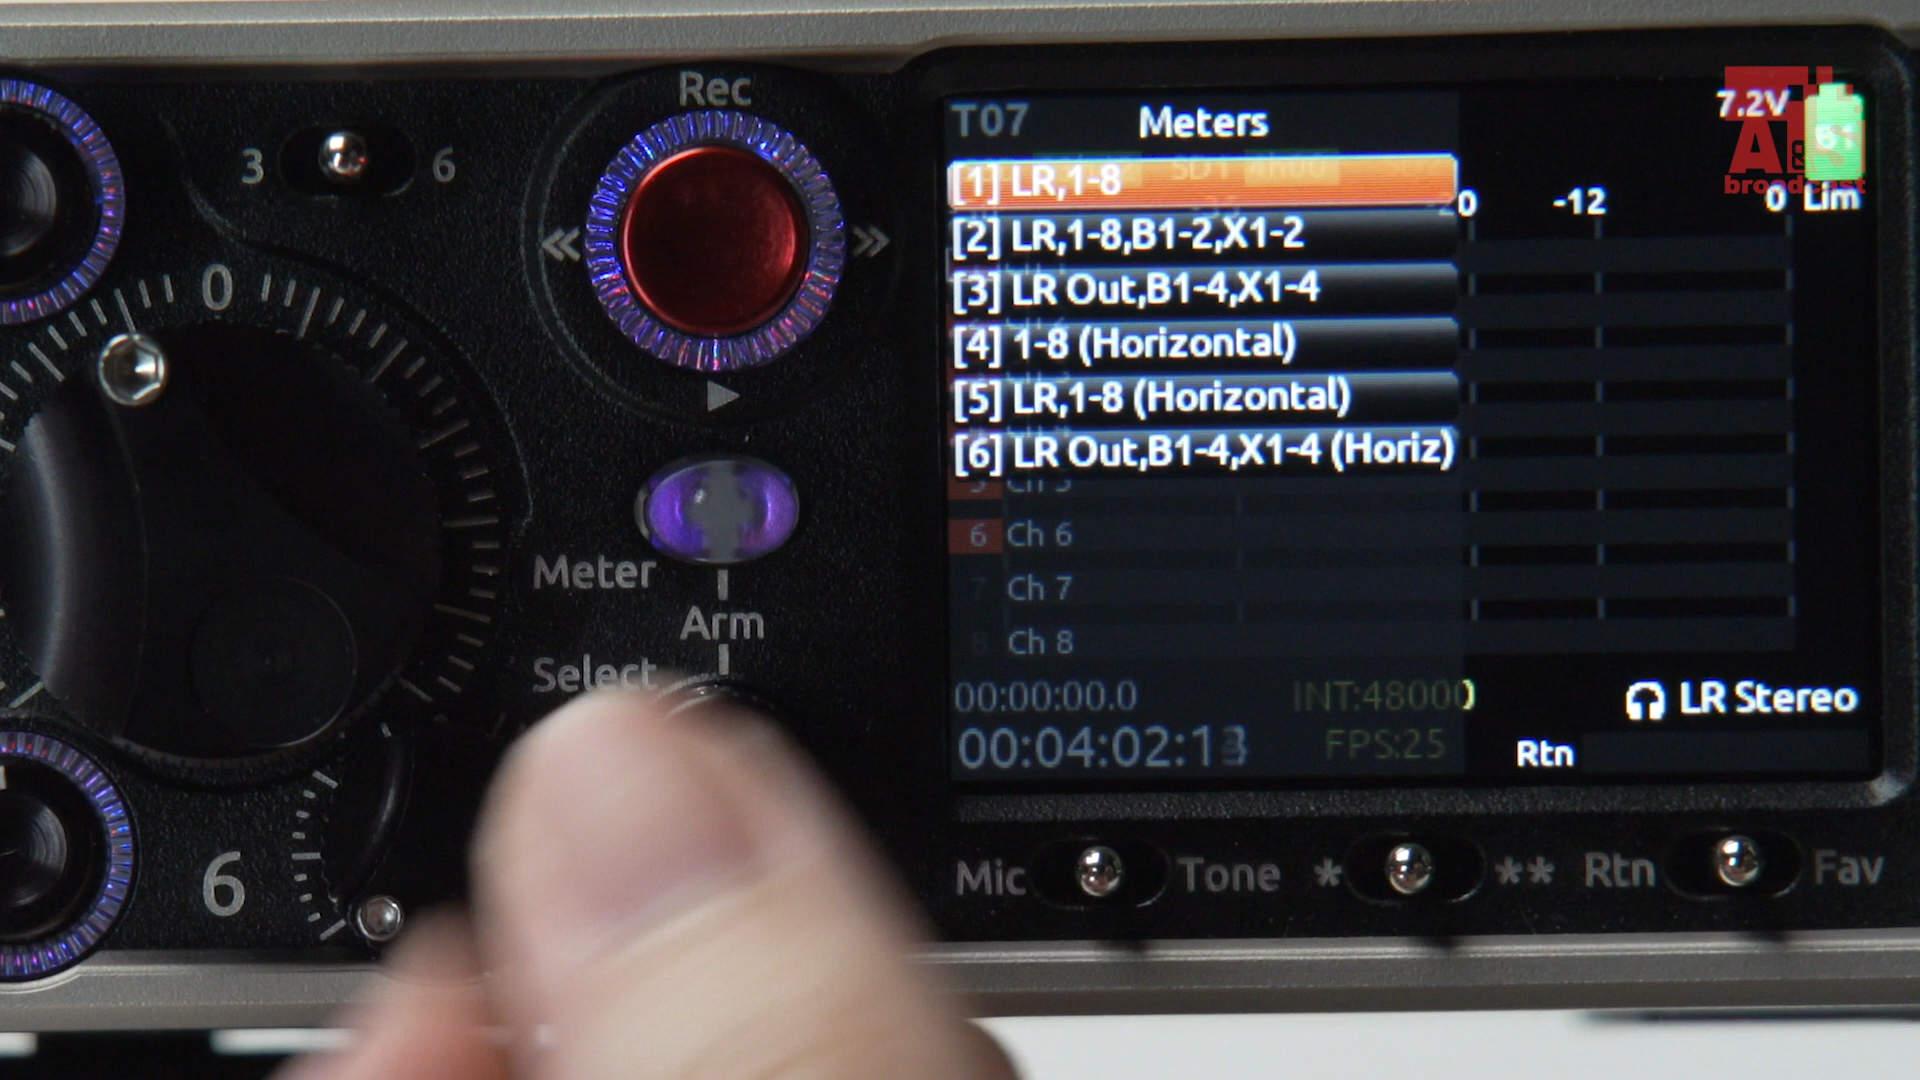 Rec
3
6
0
Meter
Arm
Select
6
T07
Meters
7.2V
[1] LR,1-8
[2] LR,1-8,B1-2,X1-2
[3] LR Out,B1-4,X1-4
[4] 1-8 (Horizontal)
[5] LR,1-8 (Horizontal)
[6] LR Out,B1-4,X1-4 (Horiz)
-12
0
Lim
6 Ch 6
7 Ch 7
8 Ch 8
00:00:00.0
INT:48000
LR Stereo
FPS:25
Rtn
Mic
Tone
*
**
Rtn
Fav
broadcast